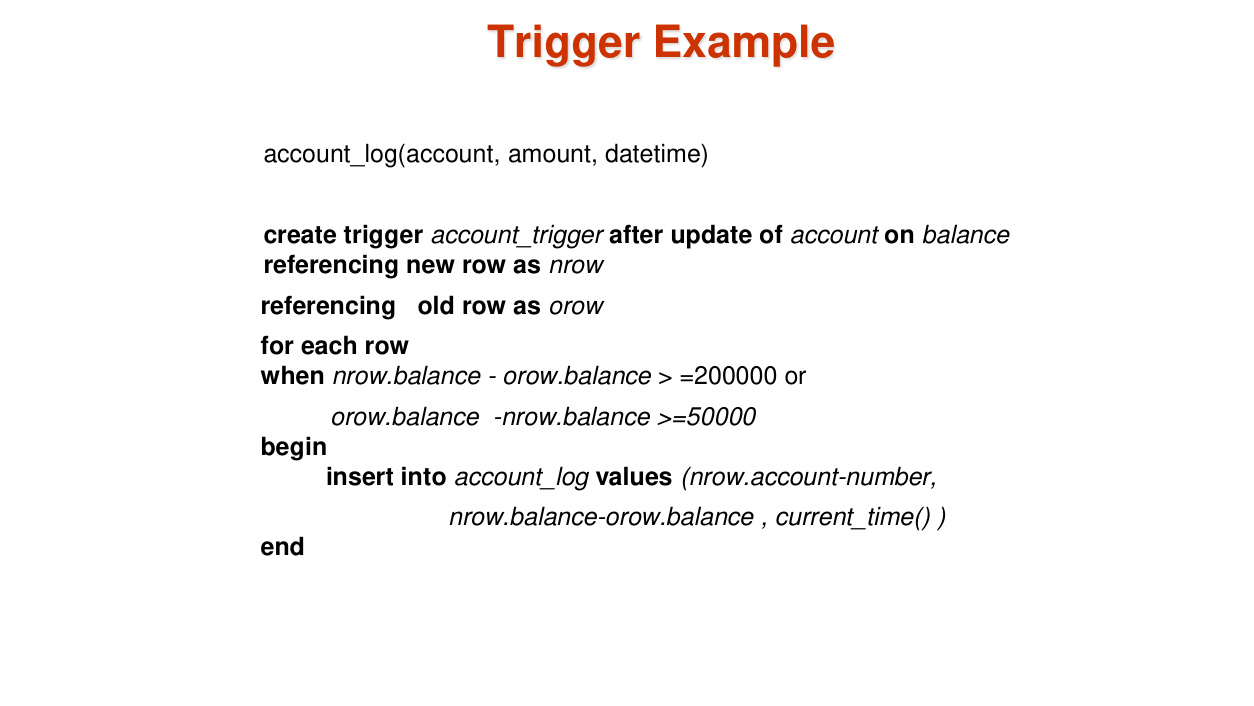 Trigger Example
account_log(account, amount, datetime)
create trigger account_trigger after update of account on balance
referencing new row as nrow
referencing   old row as orow
for each row
when nrow.balance - orow.balance > =200000 or
orow.balance  -nrow.balance >=50000
begin
insert into account_log values (nrow.account-number,
nrow.balance-orow.balance , current_time() )
end